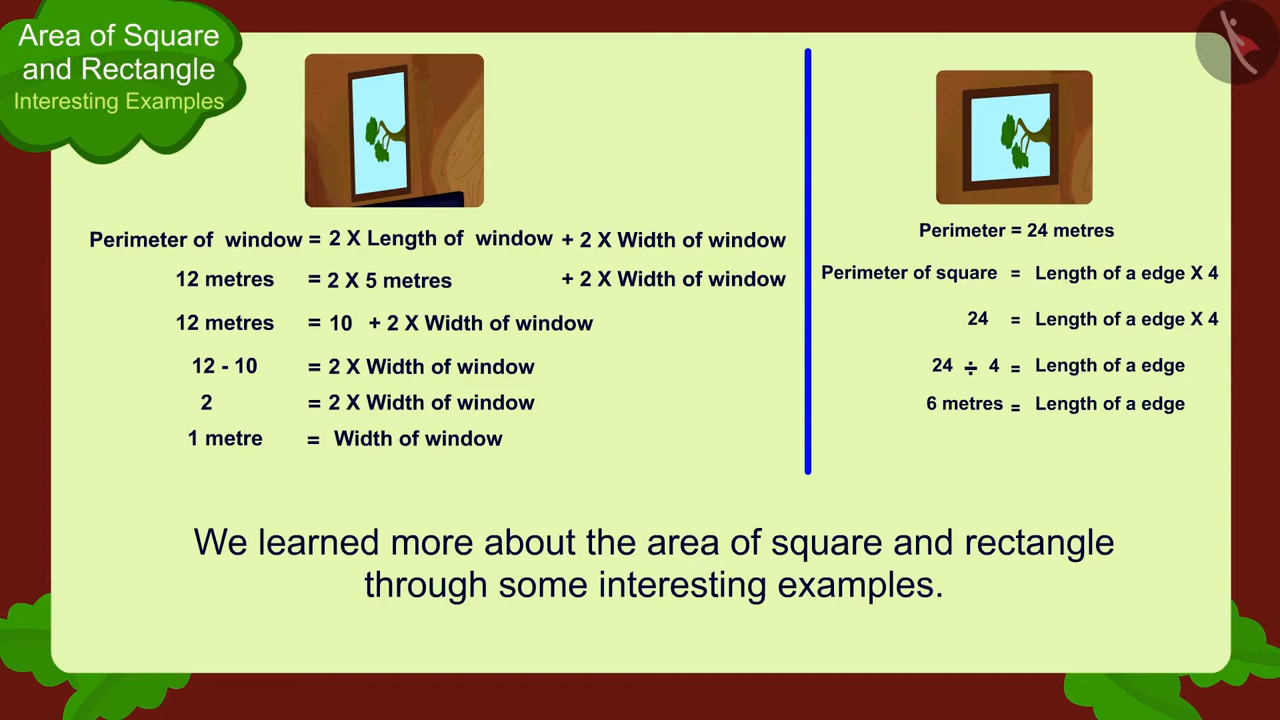 Area of Square
and Rectangle
Interesting Examples
Perimeter of window = 2 X Length of window + 2 X Width of window
12 metres = 2 X 5 metres + 2 X Width of window
12 metres = 10 + 2 X Width of window
12 - 10 = 2 X Width of window
2 = 2 X Width of window
1 metre = Width of window
Perimeter = 24 metres
Perimeter of square = Length of a edge X 4
24 = Length of a edge X 4
24 ÷ 4 = Length of a edge
6 metres = Length of a edge
We learned more about the area of square and rectangle
through some interesting examples.